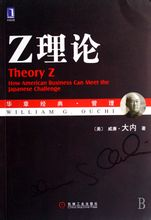 Z理论
Theory Z
How American Business Can Meet the
Japanese Challenge
华章经典·管理
WILLIAM G. OUCHI
（美） 威廉·大内 著
机械工业出版社